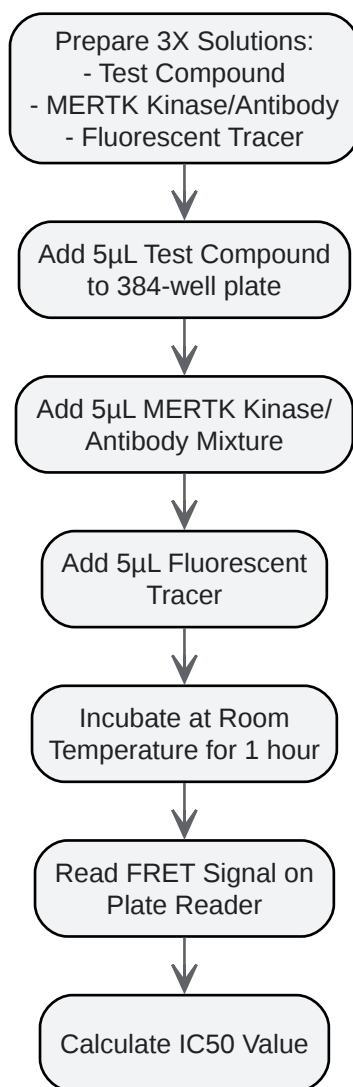 Prepare 3X Solutions:
- Test Compound
- MERTK Kinase/Antibody
- Fluorescent Tracer
Add 5µL Test Compound
to 384-well plate
Add 5µL MERTK Kinase/
Antibody Mixture
Add 5µL Fluorescent
Tracer
Incubate at Room
Temperature for 1 hour
Read FRET Signal on
Plate Reader
Calculate IC50 Value